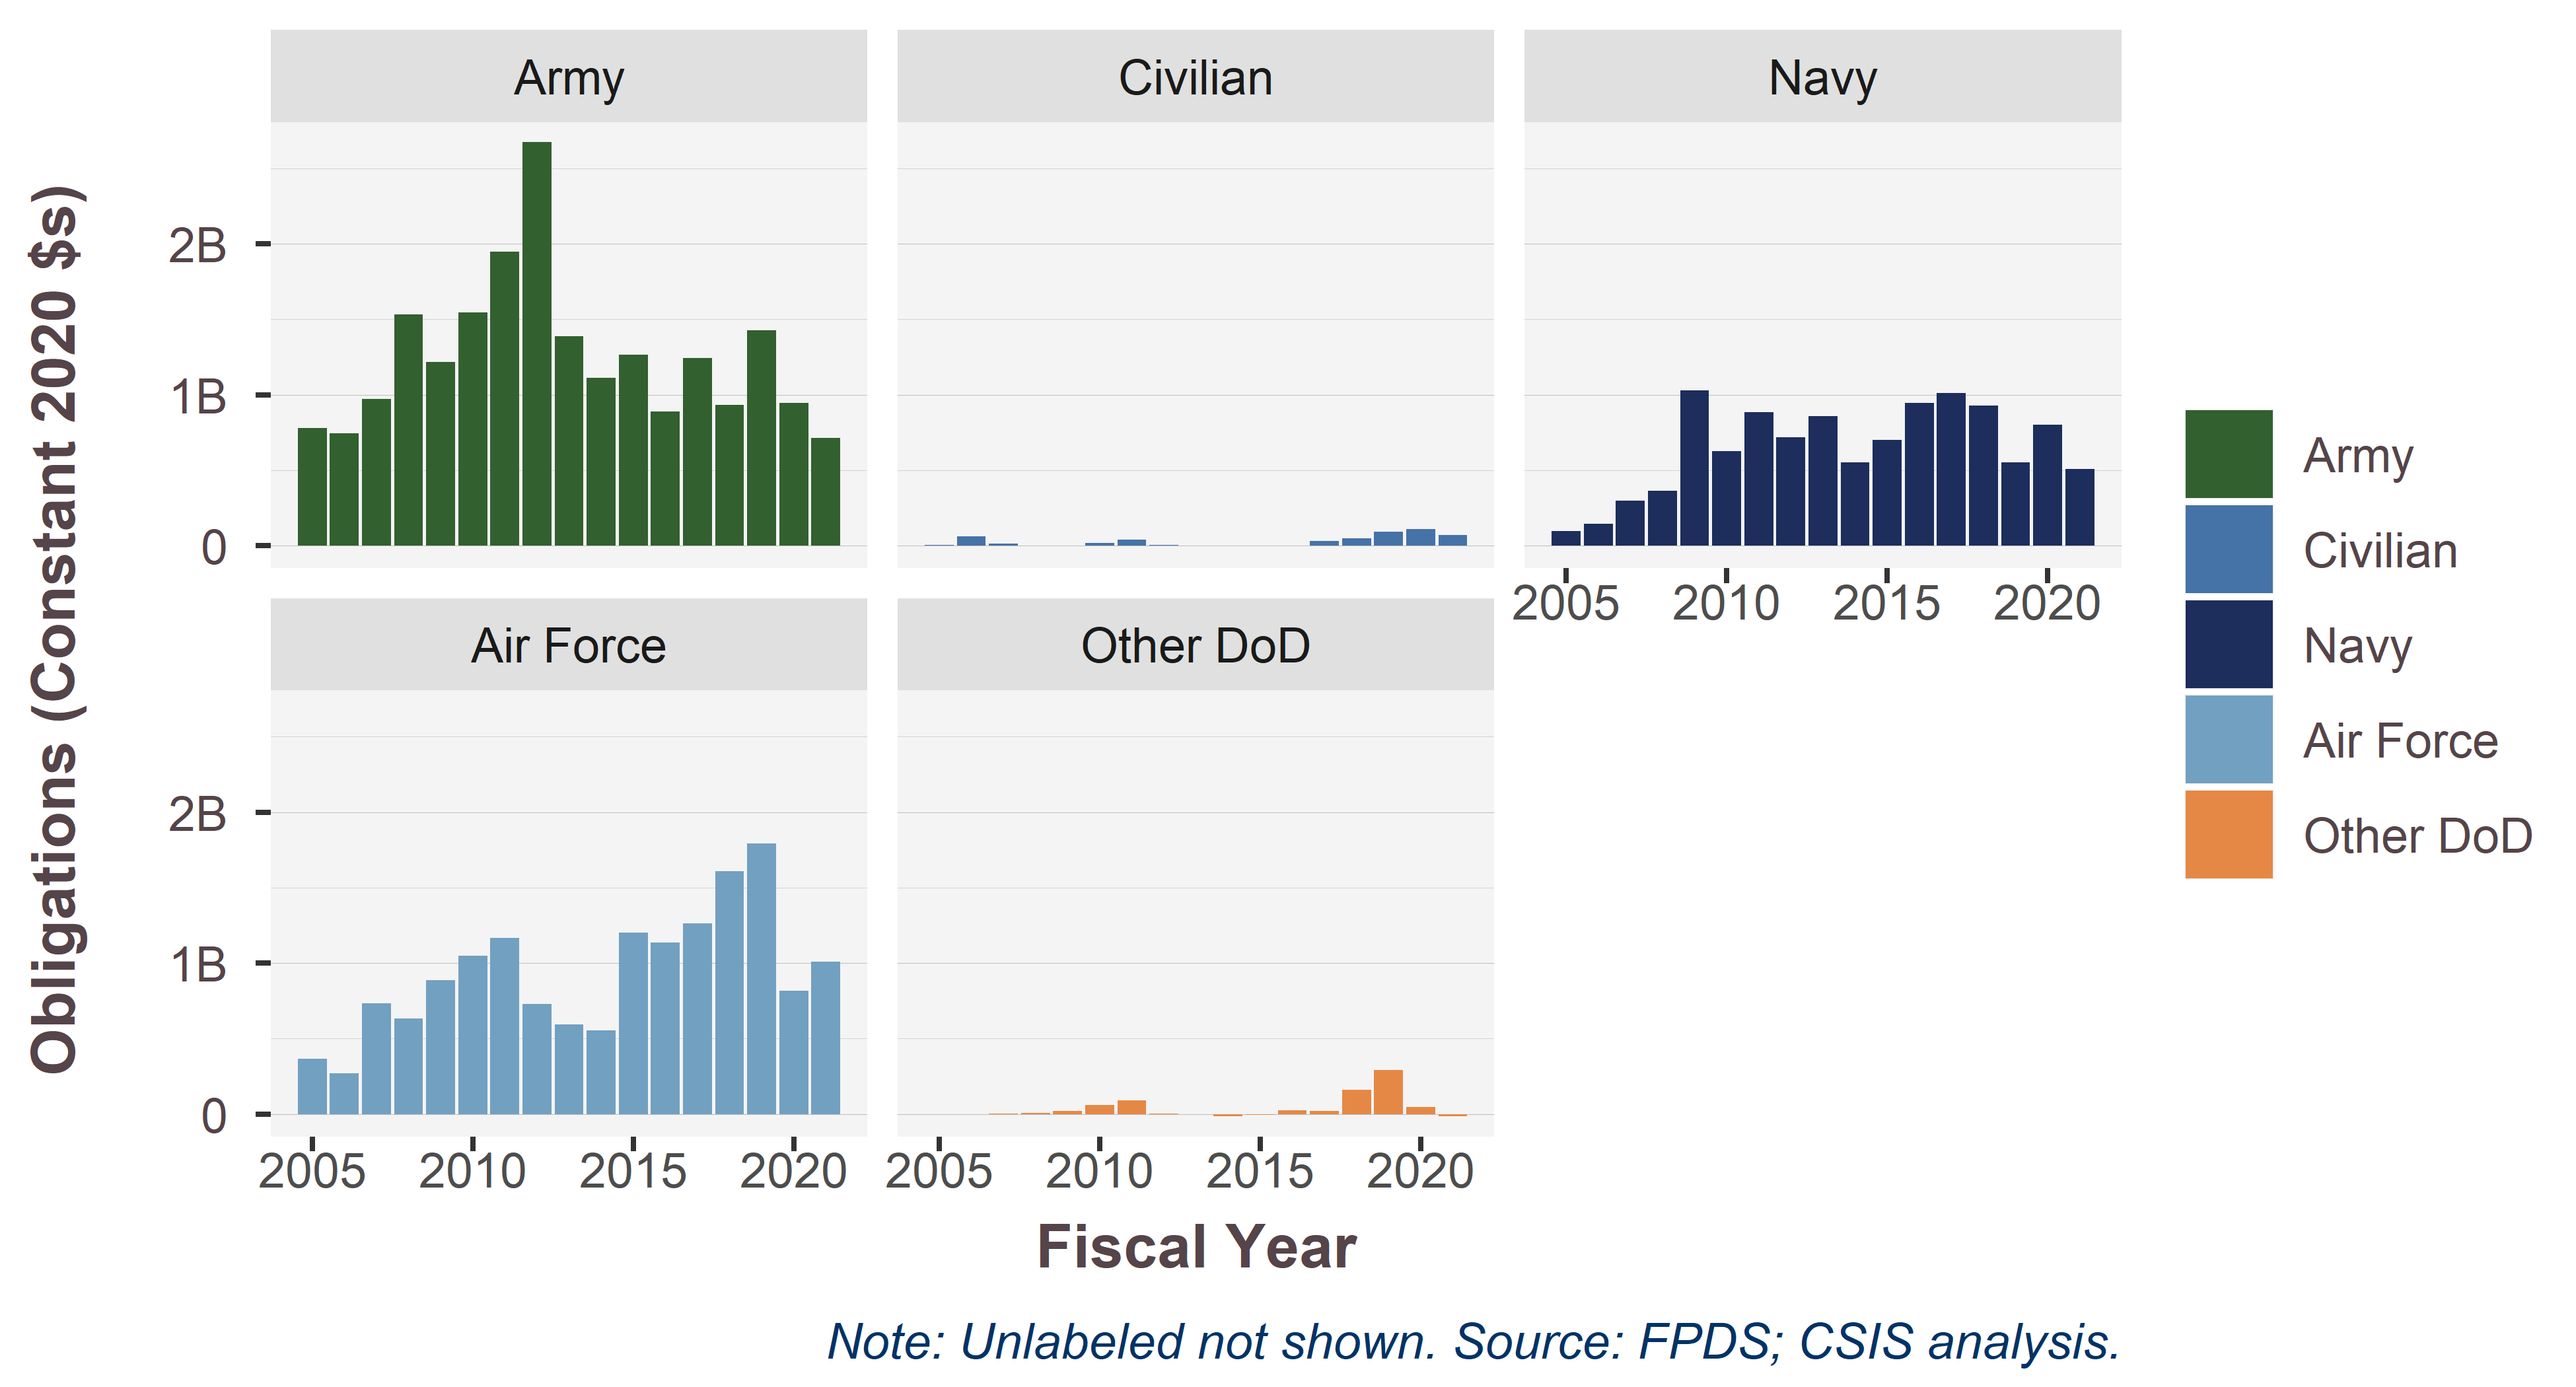 Obligations (Constant 2020 $s)
Army
Civilian
Navy
2B
1B
0
2005 2010 2015 2020
Air Force
Other DoD
2B
1B
0
2005 2010 2015 2020
2005 2010 2015 2020
Fiscal Year
Army
Civilian
Navy
Air Force
Other DoD
Note: Unlabeled not shown. Source: FPDS; CSIS analysis.